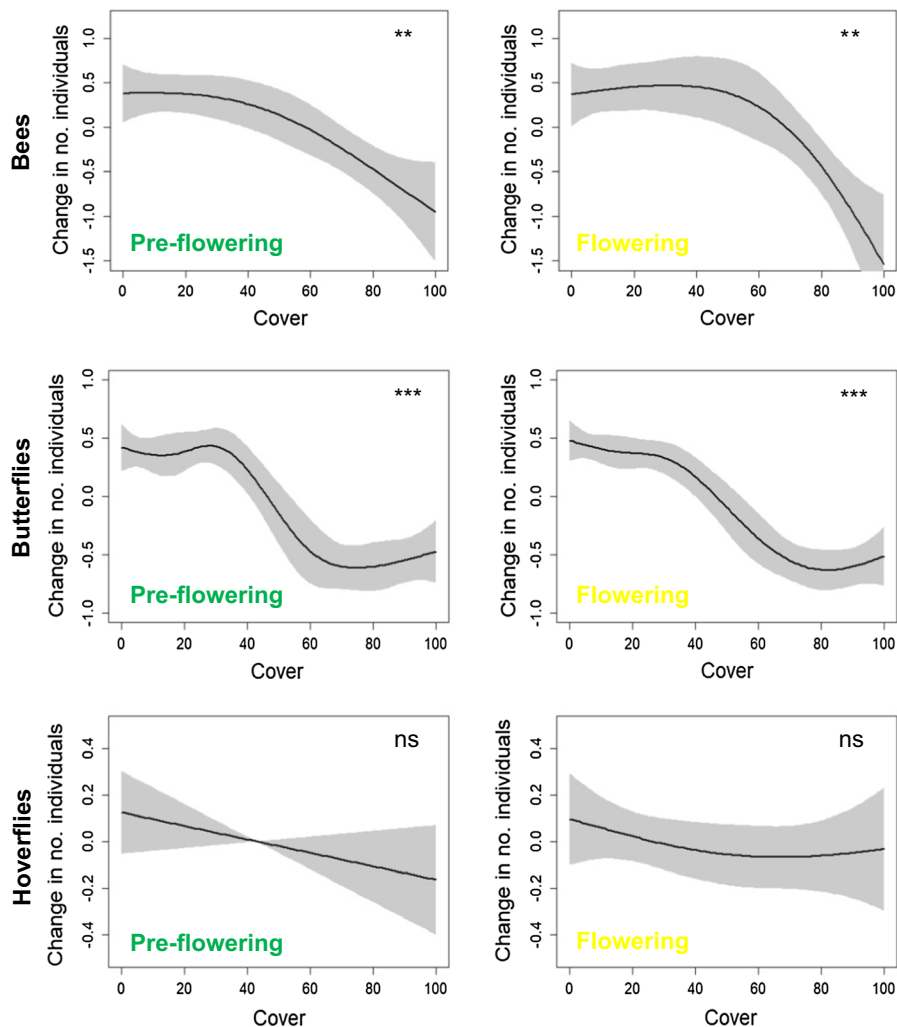 Bees
Change in no. individuals
1.0
0.5
0.0
-0.5
-1.0
-1.5
**
Pre-flowering
0 20 40 60 80 100
Cover
Change in no. individuals
1.0
0.5
0.0
-0.5
-1.0
-1.5
**
Flowering
0 20 40 60 80 100
Cover
Butterflies
Change in no. individuals
1.0
0.5
0.0
-0.5
-1.0
***
Pre-flowering
0 20 40 60 80 100
Cover
Change in no. individuals
1.0
0.5
0.0
-0.5
-1.0
***
Flowering
0 20 40 60 80 100
Cover
Hoverflies
Change in no. individuals
0.4
0.2
0.0
-0.2
-0.4
ns
Pre-flowering
0 20 40 60 80 100
Cover
Change in no. individuals
0.4
0.2
0.0
-0.2
-0.4
ns
Flowering
0 20 40 60 80 100
Cover